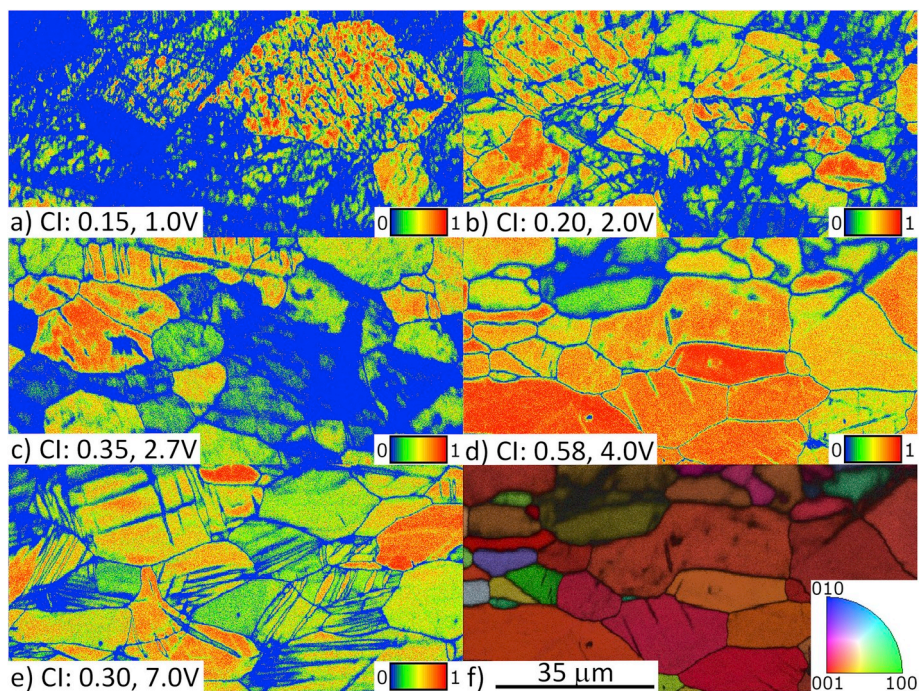 a) CI: 0.15, 1.0V
0 1
b) CI: 0.20, 2.0V
0 1
c) CI: 0.35, 2.7V
0 1
d) CI: 0.58, 4.0V
0 1
e) CI: 0.30, 7.0V
0 1
f) 35 μm
010
001 100